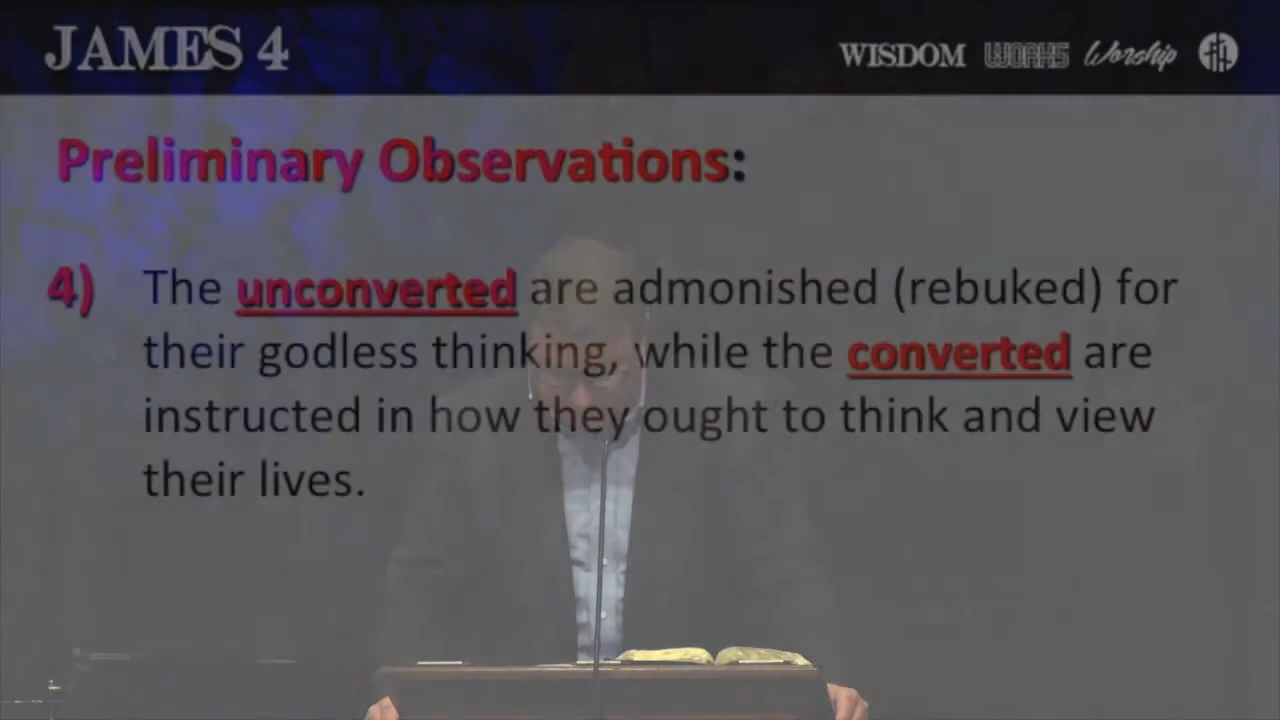 JAMES 4
WISDOM WORKS Worship
Preliminary Observations:
4) The unconverted are admonished (rebuked) for
their godless thinking, while the converted are
instructed in how they ought to think and view
their lives.